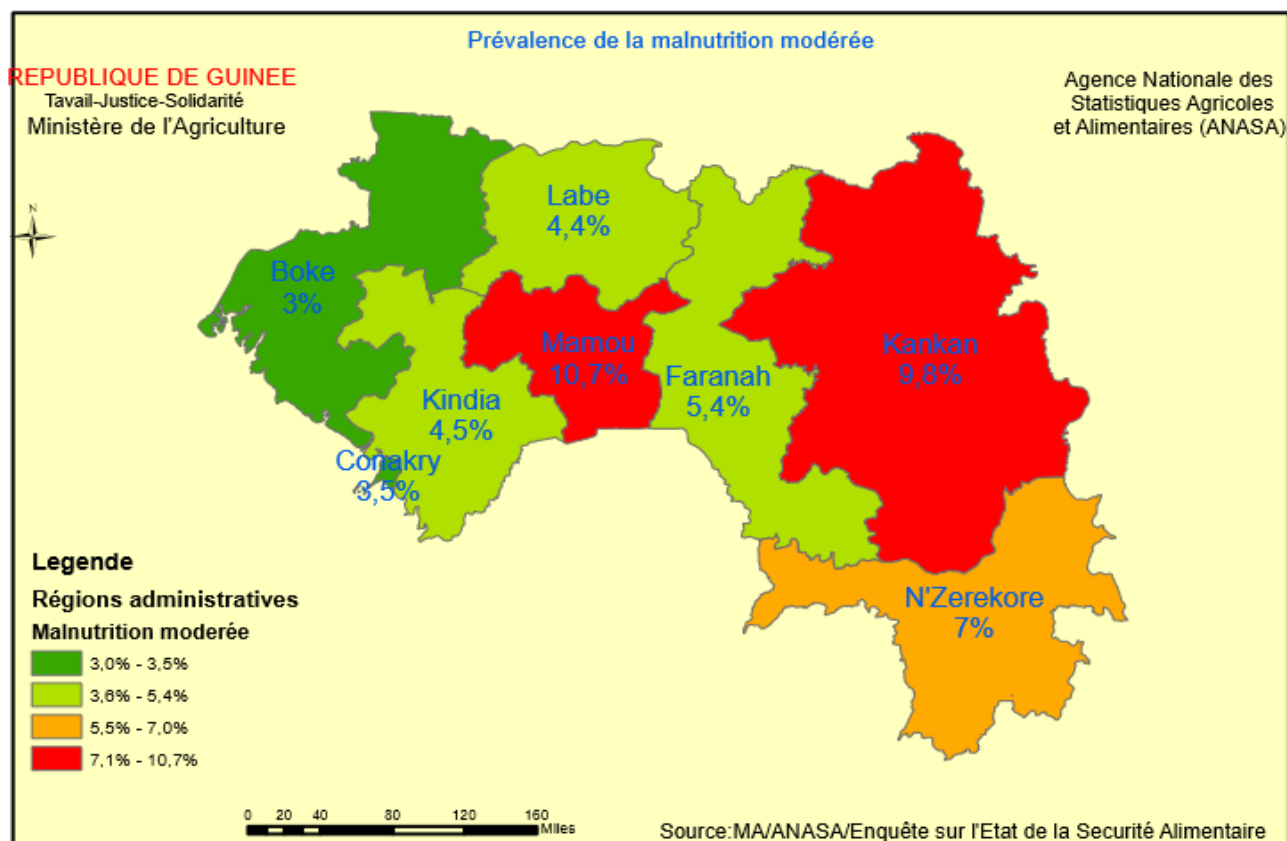 Prévalence de la malnutrition modérée
REPUBLIQUE DE GUINEE
Tavail-Justice-Solidarité
Ministère de l'Agriculture
Agence Nationale des
Statistiques Agricoles
et Alimentaires (ANASA)
N
Labe
4,4%
Boke
3%
Mamou
10,7%
Kankan
9,8%
Faranah
5,4%
Kindia
4,5%
Conakry
3,5%
N'Zerekore
7%
Legende
Régions administratives
Malnutrition moderée
3,0% - 3,5%
3,6% - 5,4%
5,5% - 7,0%
7,1% - 10,7%
0 20 40 80 120 160
Miles
Source:MA/ANASA/Enquête sur l'Etat de la Securité Alimentaire